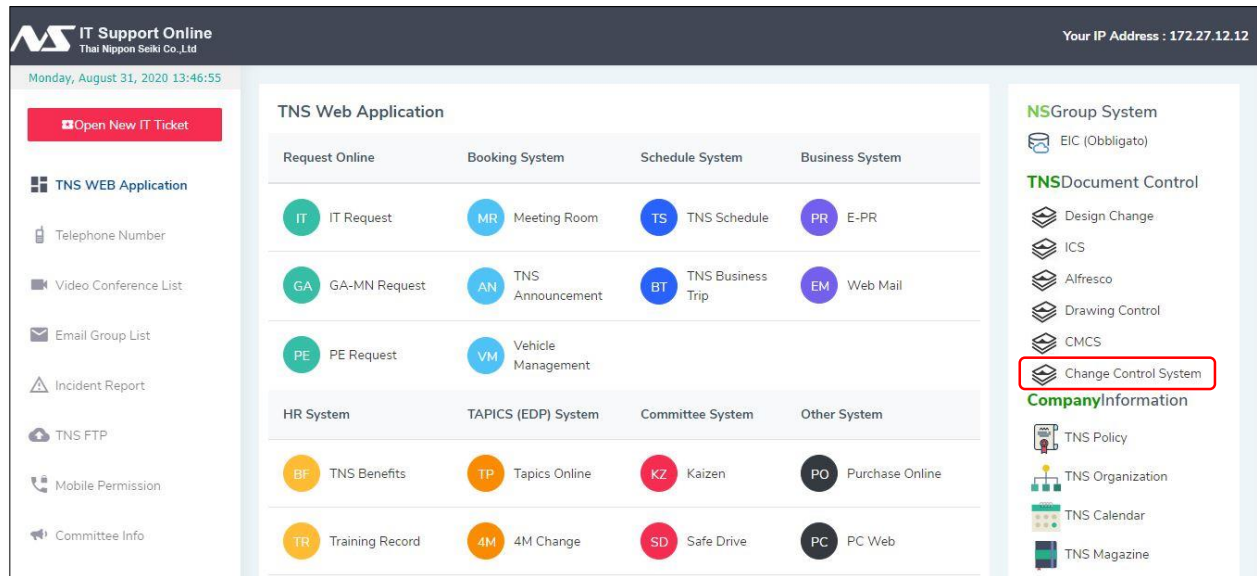 IT Support Online
Thai Nippon Seiki Co.,Ltd
Your IP Address : 172.27.12.12
Monday, August 31, 2020 13:46:55
Open New IT Ticket
TNS WEB Application
Telephone Number
Video Conference List
Email Group List
Incident Report
TNS FTP
Mobile Permission
Committee Info
TNS Web Application
Request Online Booking System Schedule System Business System
IT IT Request MR Meeting Room TS TNS Schedule PR E-PR
GA GA-MN Request AN TNS Announcement BT TNS Business Trip EM Web Mail
PE PE Request VM Vehicle Management
HR System TAPICS (EDP) System Committee System Other System
BF TNS Benefits TP Tapics Online KZ Kaizen PO Purchase Online
TR Training Record 4M 4M Change SD Safe Drive PC PC Web
NSGroup System
EIC (Obbligato)
TNSDocument Control
Design Change
ICS
Alfresco
Drawing Control
CMCS
Change Control System
CompanyInformation
TNS Policy
TNS Organization
TNS Calendar
TNS Magazine